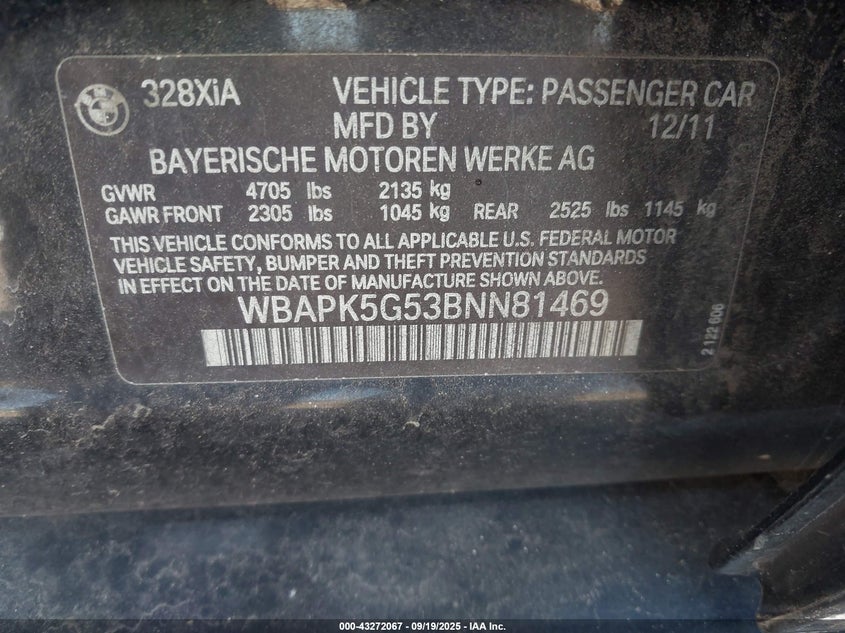 328XiA VEHICLE TYPE: PASSENGER CAR
MFD BY 12/11
BAYERISCHE MOTOREN WERKE AG
GVWR 4705 lbs 2135 kg
GAWR FRONT 2305 lbs 1045 kg REAR 2525 lbs 1145 kg
THIS VEHICLE CONFORMS TO ALL APPLICABLE U.S. FEDERAL MOTOR
VEHICLE SAFETY, BUMPER AND THEFT PREVENTION STANDARDS
IN EFFECT ON THE DATE OF MANUFACTURE SHOWN ABOVE.
WBAPK5G53BNN81469
2 122 606
000-43272067 - 09/19/2025 - IAA Inc.